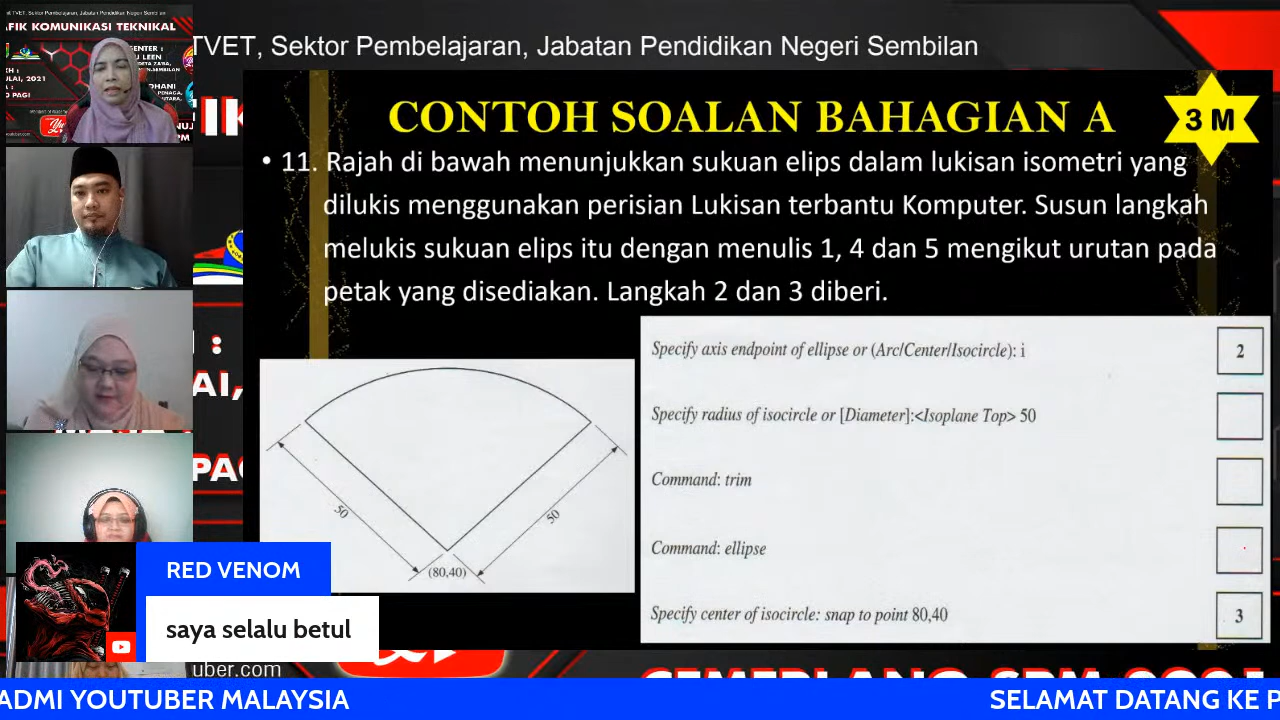 TVET, Sektor Pembelajaran, Jabatan Pendidikan Negeri Sembilan
AFIK KOMUNIKASI TEKNIKAL
CONTOH SOALAN BAHAGIAN A
3 M
• 11. Rajah di bawah menunjukkan sukuan elips dalam lukisan isometri yang
dilukis menggunakan perisian Lukisan terbantu Komputer. Susun langkah
melukis sukuan elips itu dengan menulis 1, 4 dan 5 mengikut urutan pada
petak yang disediakan. Langkah 2 dan 3 diberi.
50
50
(80,40)
Specify axis endpoint of ellipse or (Arc/Center/Isocircle): i
2
Specify radius of isocircle or [Diameter]:<Isoplane Top> 50
Command: trim
Command: ellipse
Specify center of isocircle: snap to point 80,40
3
RED VENOM
saya selalu betul
uber.com
ADMI YOUTUBER MALAYSIA
SELAMAT DATANG KE P